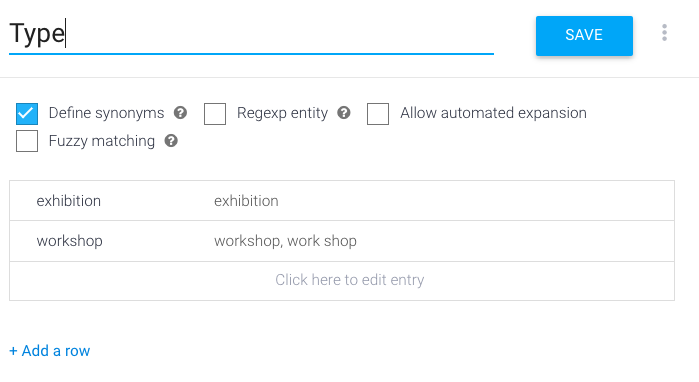 Type
SAVE
Define synonyms ? Regexp entity ? Allow automated expansion
Fuzzy matching ?
exhibition exhibition
workshop workshop, work shop
Click here to edit entry
+ Add a row